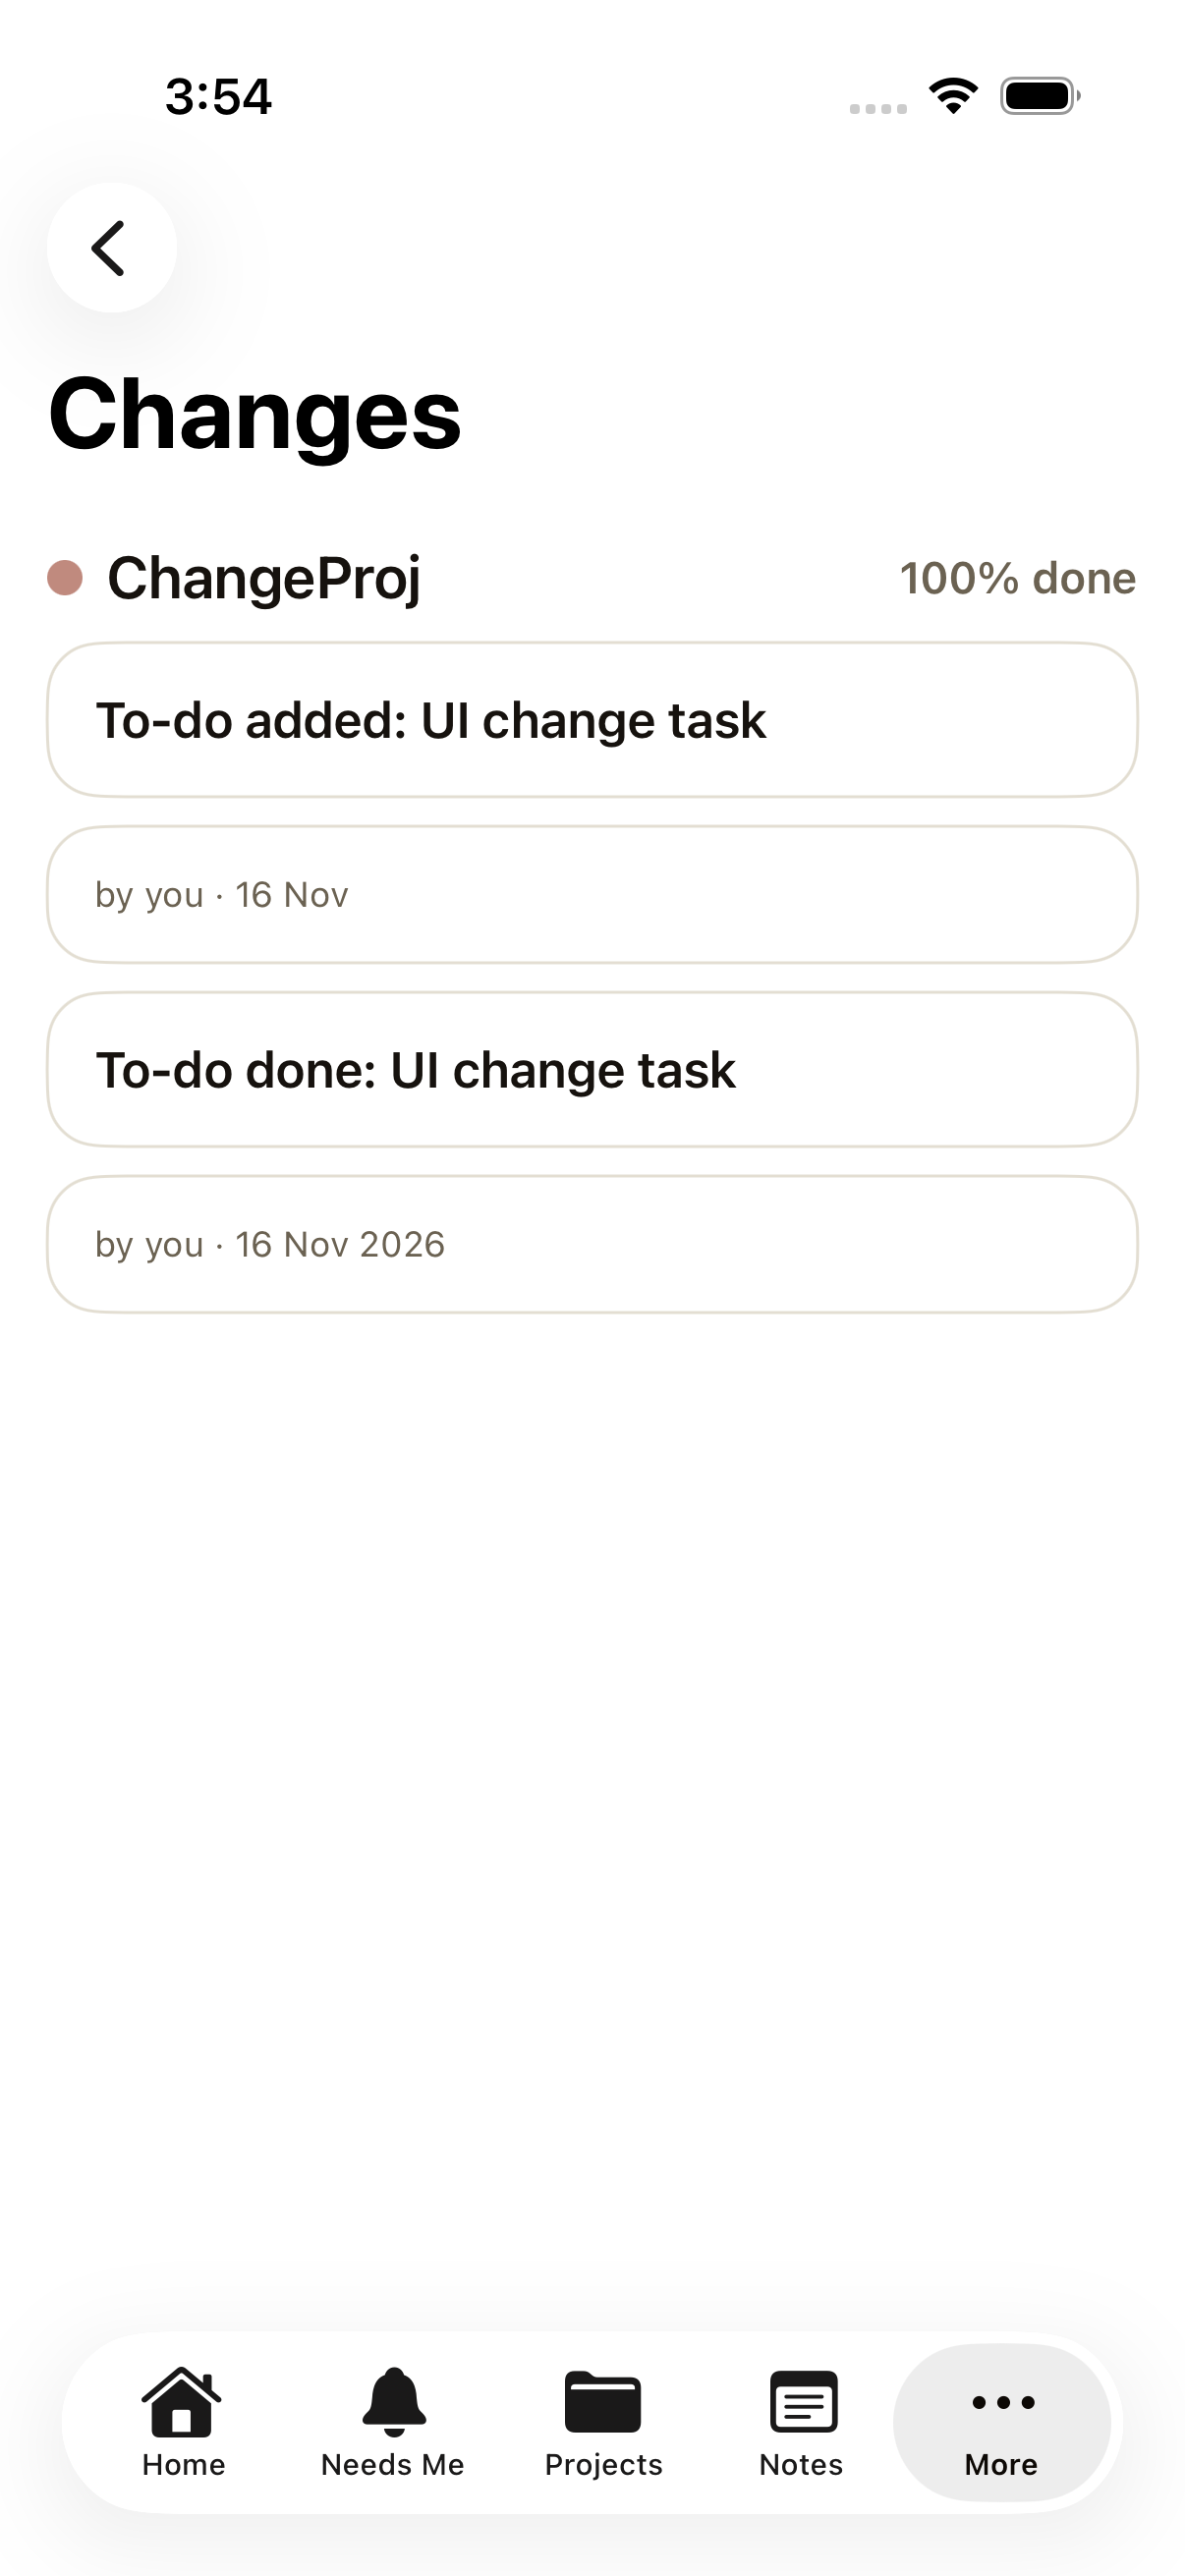 3:54
Changes
ChangeProj 100% done
To-do added: UI change task
by you · 16 Nov
To-do done: UI change task
by you · 16 Nov 2026
Home Needs Me Projects Notes More